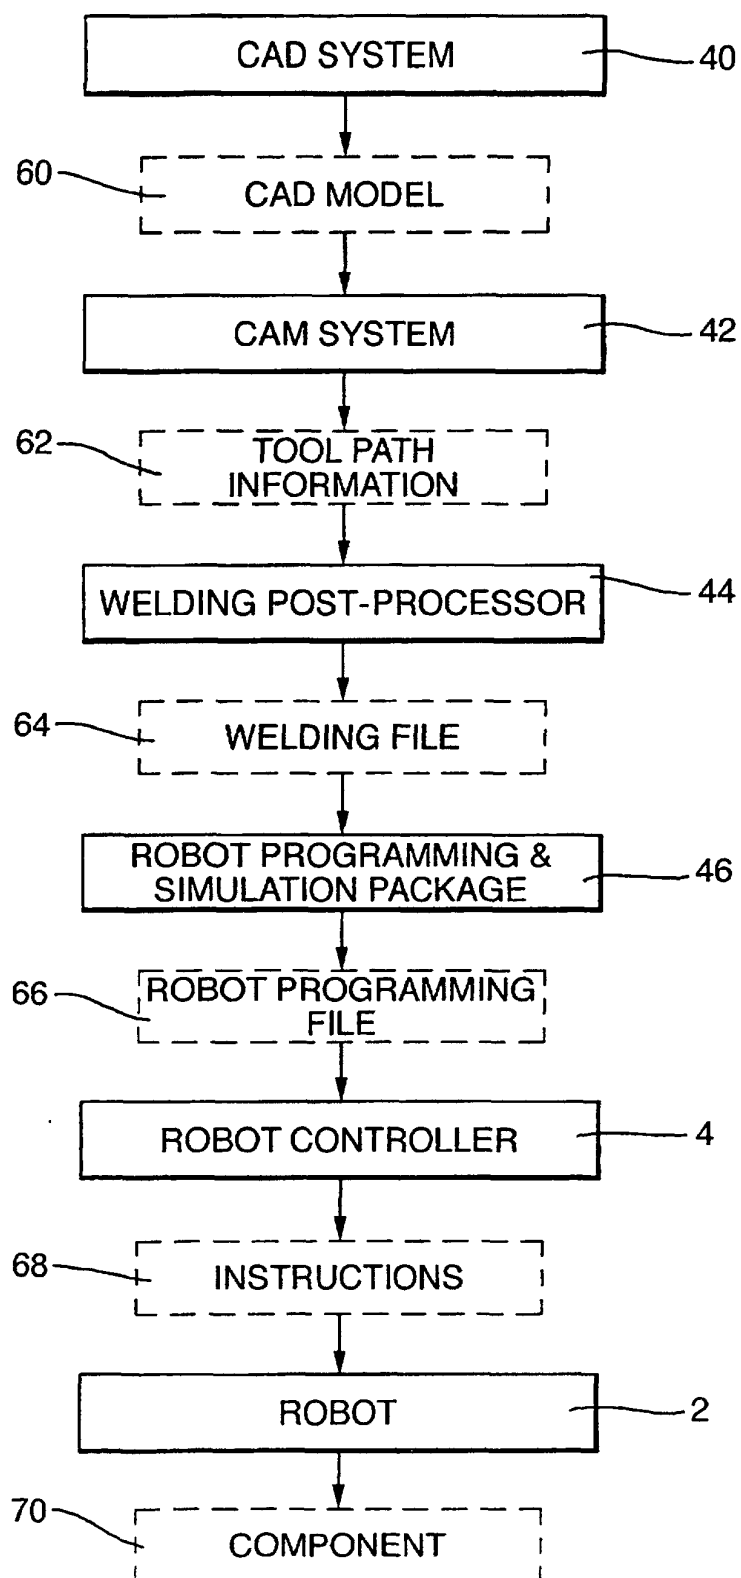 CAD SYSTEM
40
60
CAD MODEL
CAM SYSTEM
42
62
TOOL PATH
INFORMATION
WELDING POST-PROCESSOR
44
64
WELDING FILE
ROBOT PROGRAMMING &
SIMULATION PACKAGE
46
66
ROBOT PROGRAMMING
FILE
ROBOT CONTROLLER
4
68
INSTRUCTIONS
ROBOT
2
70
COMPONENT